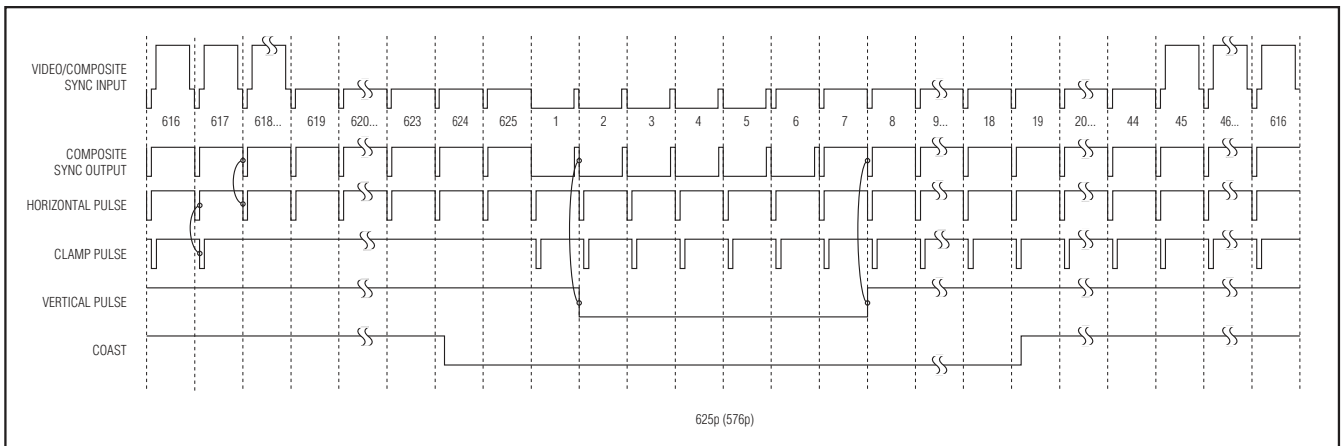 VIDEO/COMPOSITE
SYNC INPUT
616 617 618... 619 620... 623 624 625 1 2 3 4 5 6 7 8 9... 18 19 20... 44 45 46... 616
COMPOSITE
SYNC OUTPUT
HORIZONTAL PULSE
CLAMP PULSE
VERTICAL PULSE
COAST
625p (576p)